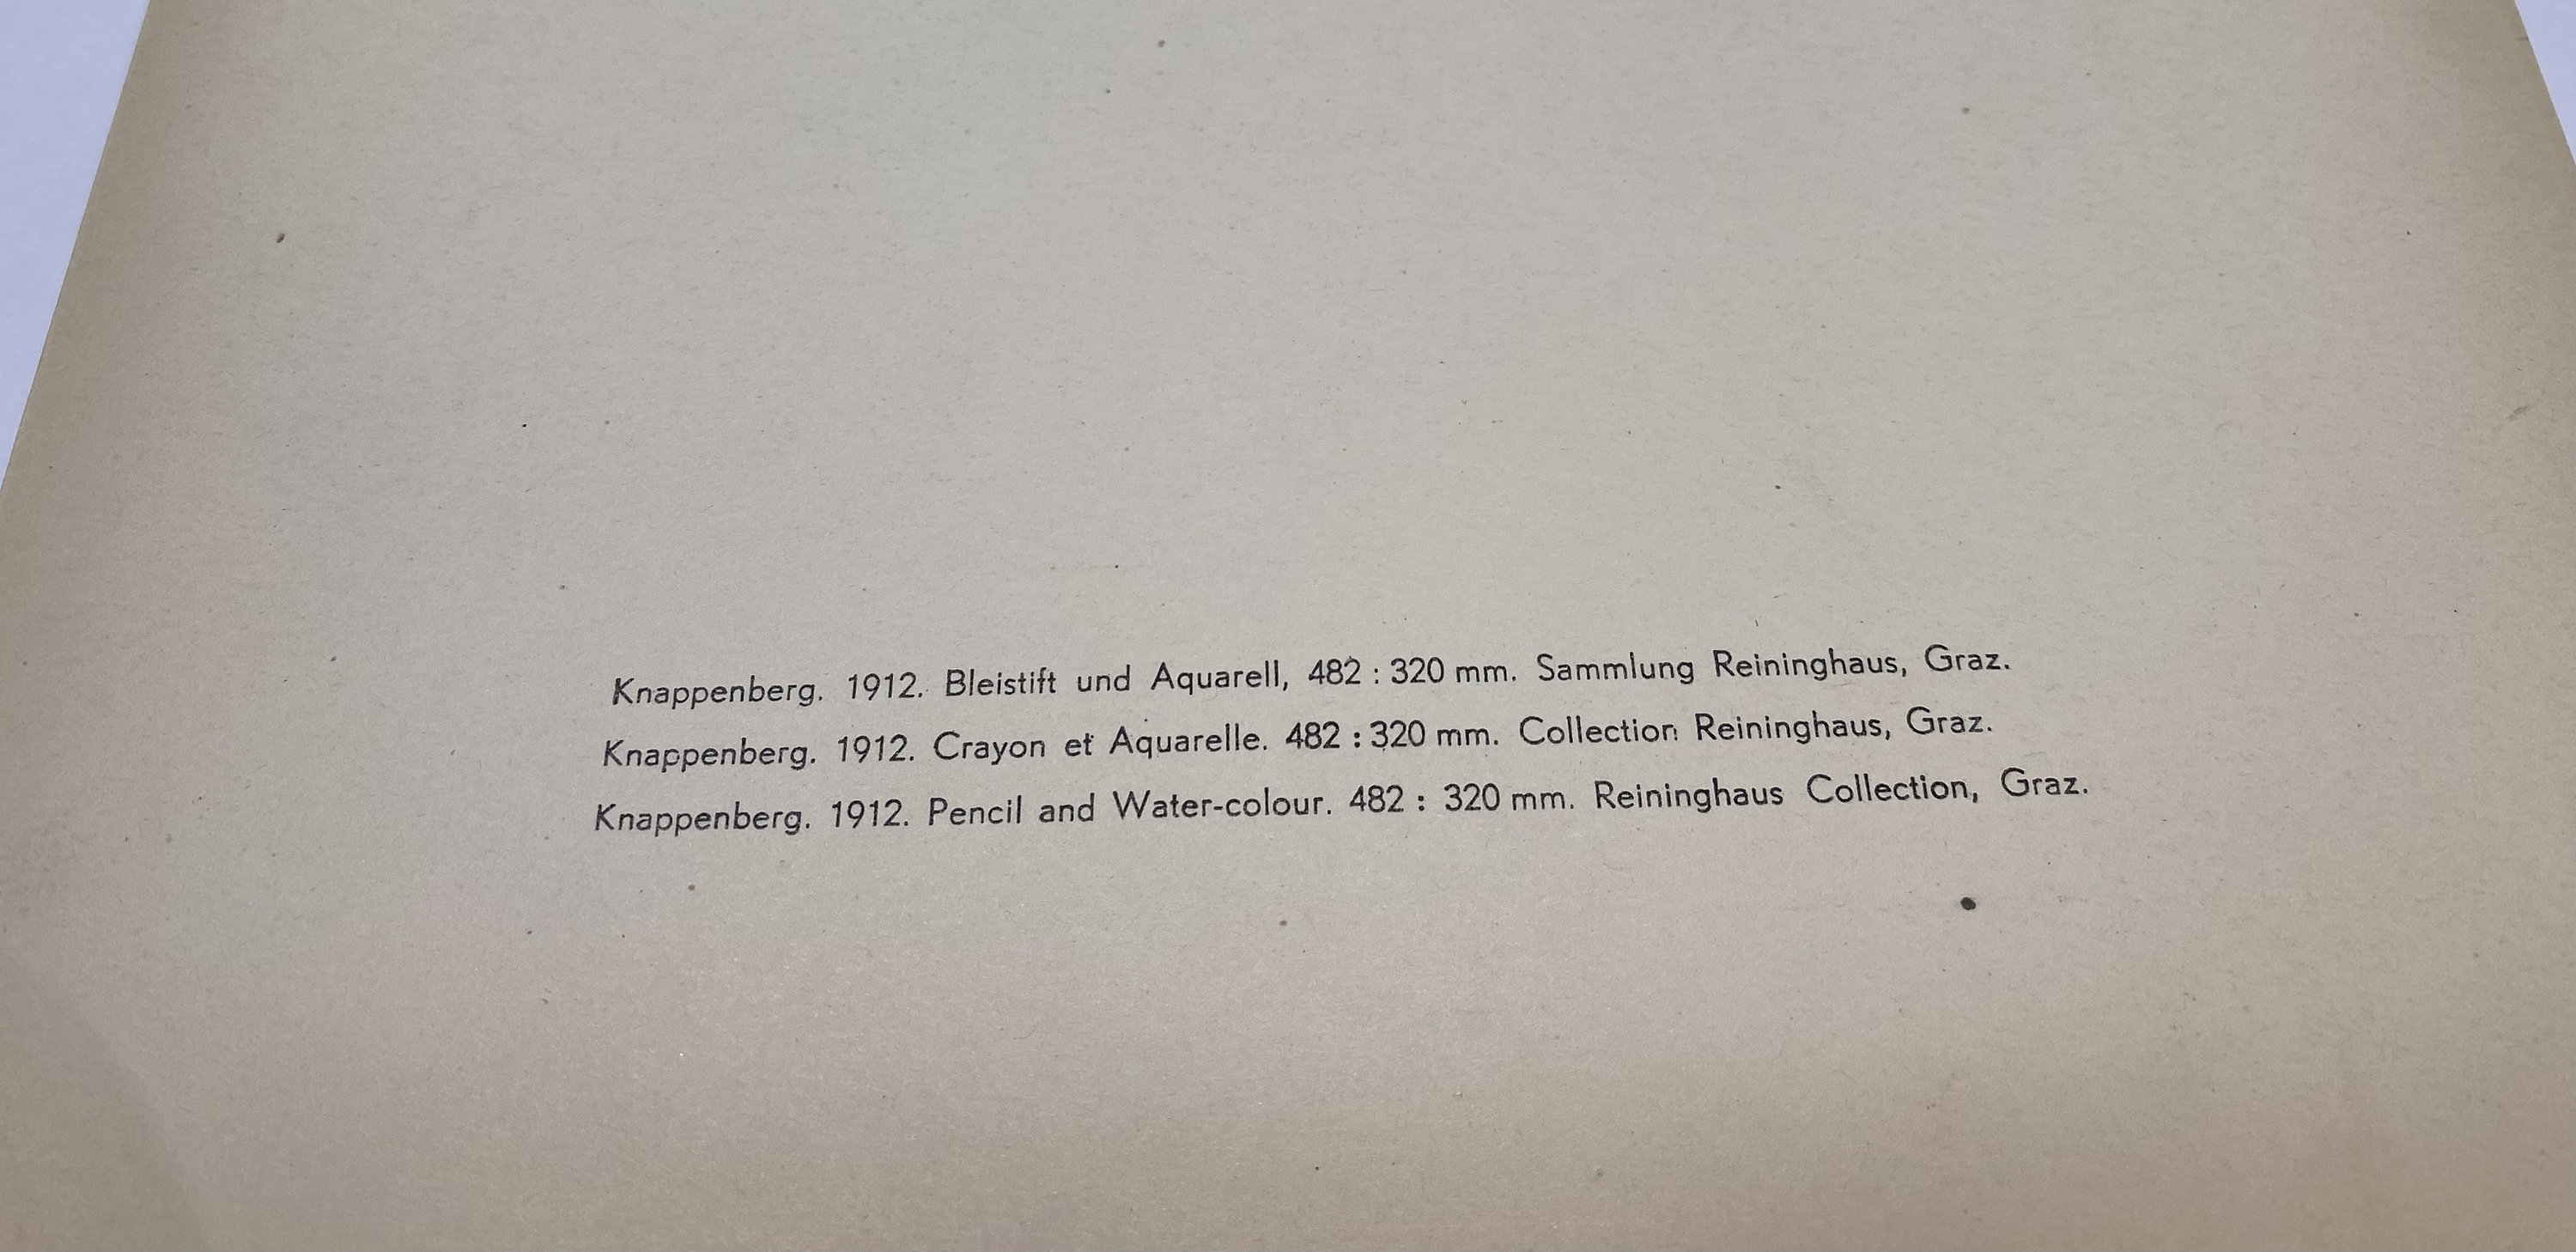 Knappenberg. 1912. Bleistift und Aquarell, 482 : 320 mm. Sammlung Reininghaus, Graz.
Knappenberg. 1912. Crayon et Aquarelle. 482 : 320 mm. Collection Reininghaus, Graz.
Knappenberg. 1912. Pencil and Water-colour. 482 : 320 mm. Reininghaus Collection, Graz.